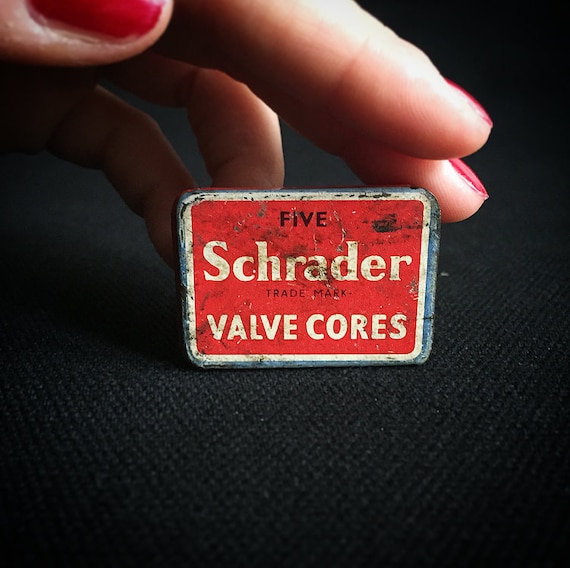 FIVE
Schrader
TRADE MARK-
VALVE CORES